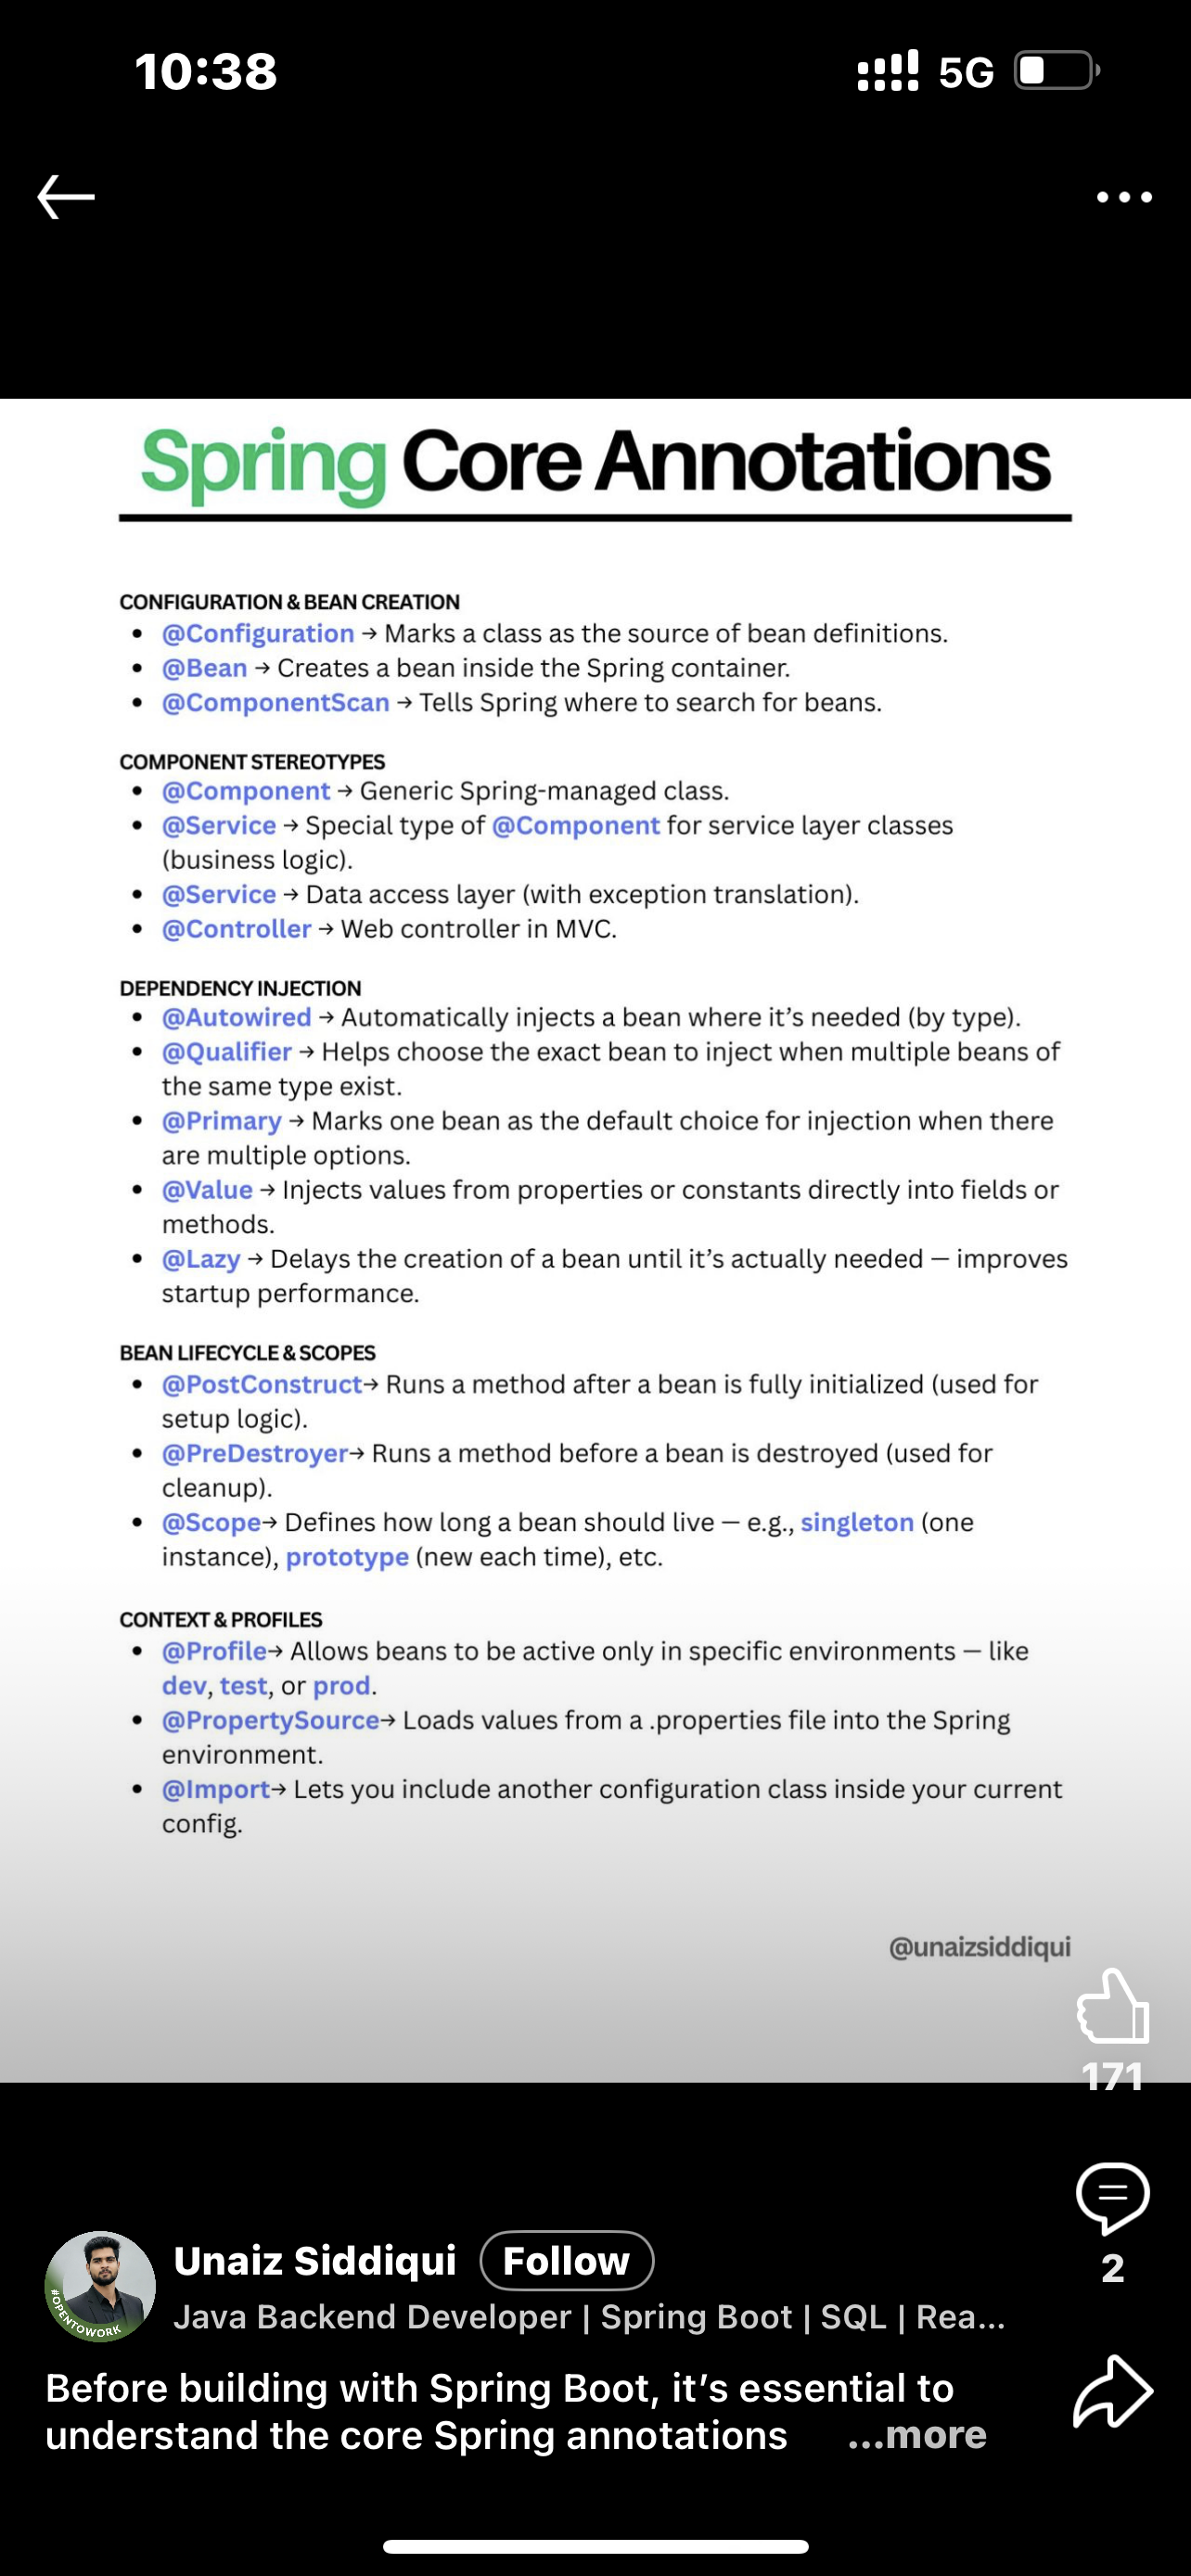 10:38
5G
Spring Core Annotations
CONFIGURATION & BEAN CREATION
• @Configuration → Marks a class as the source of bean definitions.
• @Bean → Creates a bean inside the Spring container.
• @ComponentScan → Tells Spring where to search for beans.
COMPONENT STEREOTYPES
• @Component → Generic Spring-managed class.
• @Service → Special type of @Component for service layer classes
(business logic).
• @Service → Data access layer (with exception translation).
• @Controller → Web controller in MVC.
DEPENDENCY INJECTION
• @Autowired → Automatically injects a bean where it’s needed (by type).
• @Qualifier → Helps choose the exact bean to inject when multiple beans of
the same type exist.
• @Primary → Marks one bean as the default choice for injection when there
are multiple options.
• @Value → Injects values from properties or constants directly into fields or
methods.
• @Lazy → Delays the creation of a bean until it’s actually needed — improves
startup performance.
BEAN LIFECYCLE & SCOPES
• @PostConstruct→ Runs a method after a bean is fully initialized (used for
setup logic).
• @PreDestroyer→ Runs a method before a bean is destroyed (used for
cleanup).
• @Scope→ Defines how long a bean should live — e.g., singleton (one
instance), prototype (new each time), etc.
CONTEXT & PROFILES
• @Profile→ Allows beans to be active only in specific environments — like
dev, test, or prod.
• @PropertySource→ Loads values from a .properties file into the Spring
environment.
• @Import→ Lets you include another configuration class inside your current
config.
@unaizsiddiqui
171
2
#OPENTOWORK
Unaiz Siddiqui
Follow
Java Backend Developer | Spring Boot | SQL | Rea...
Before building with Spring Boot, it’s essential to
understand the core Spring annotations ...more